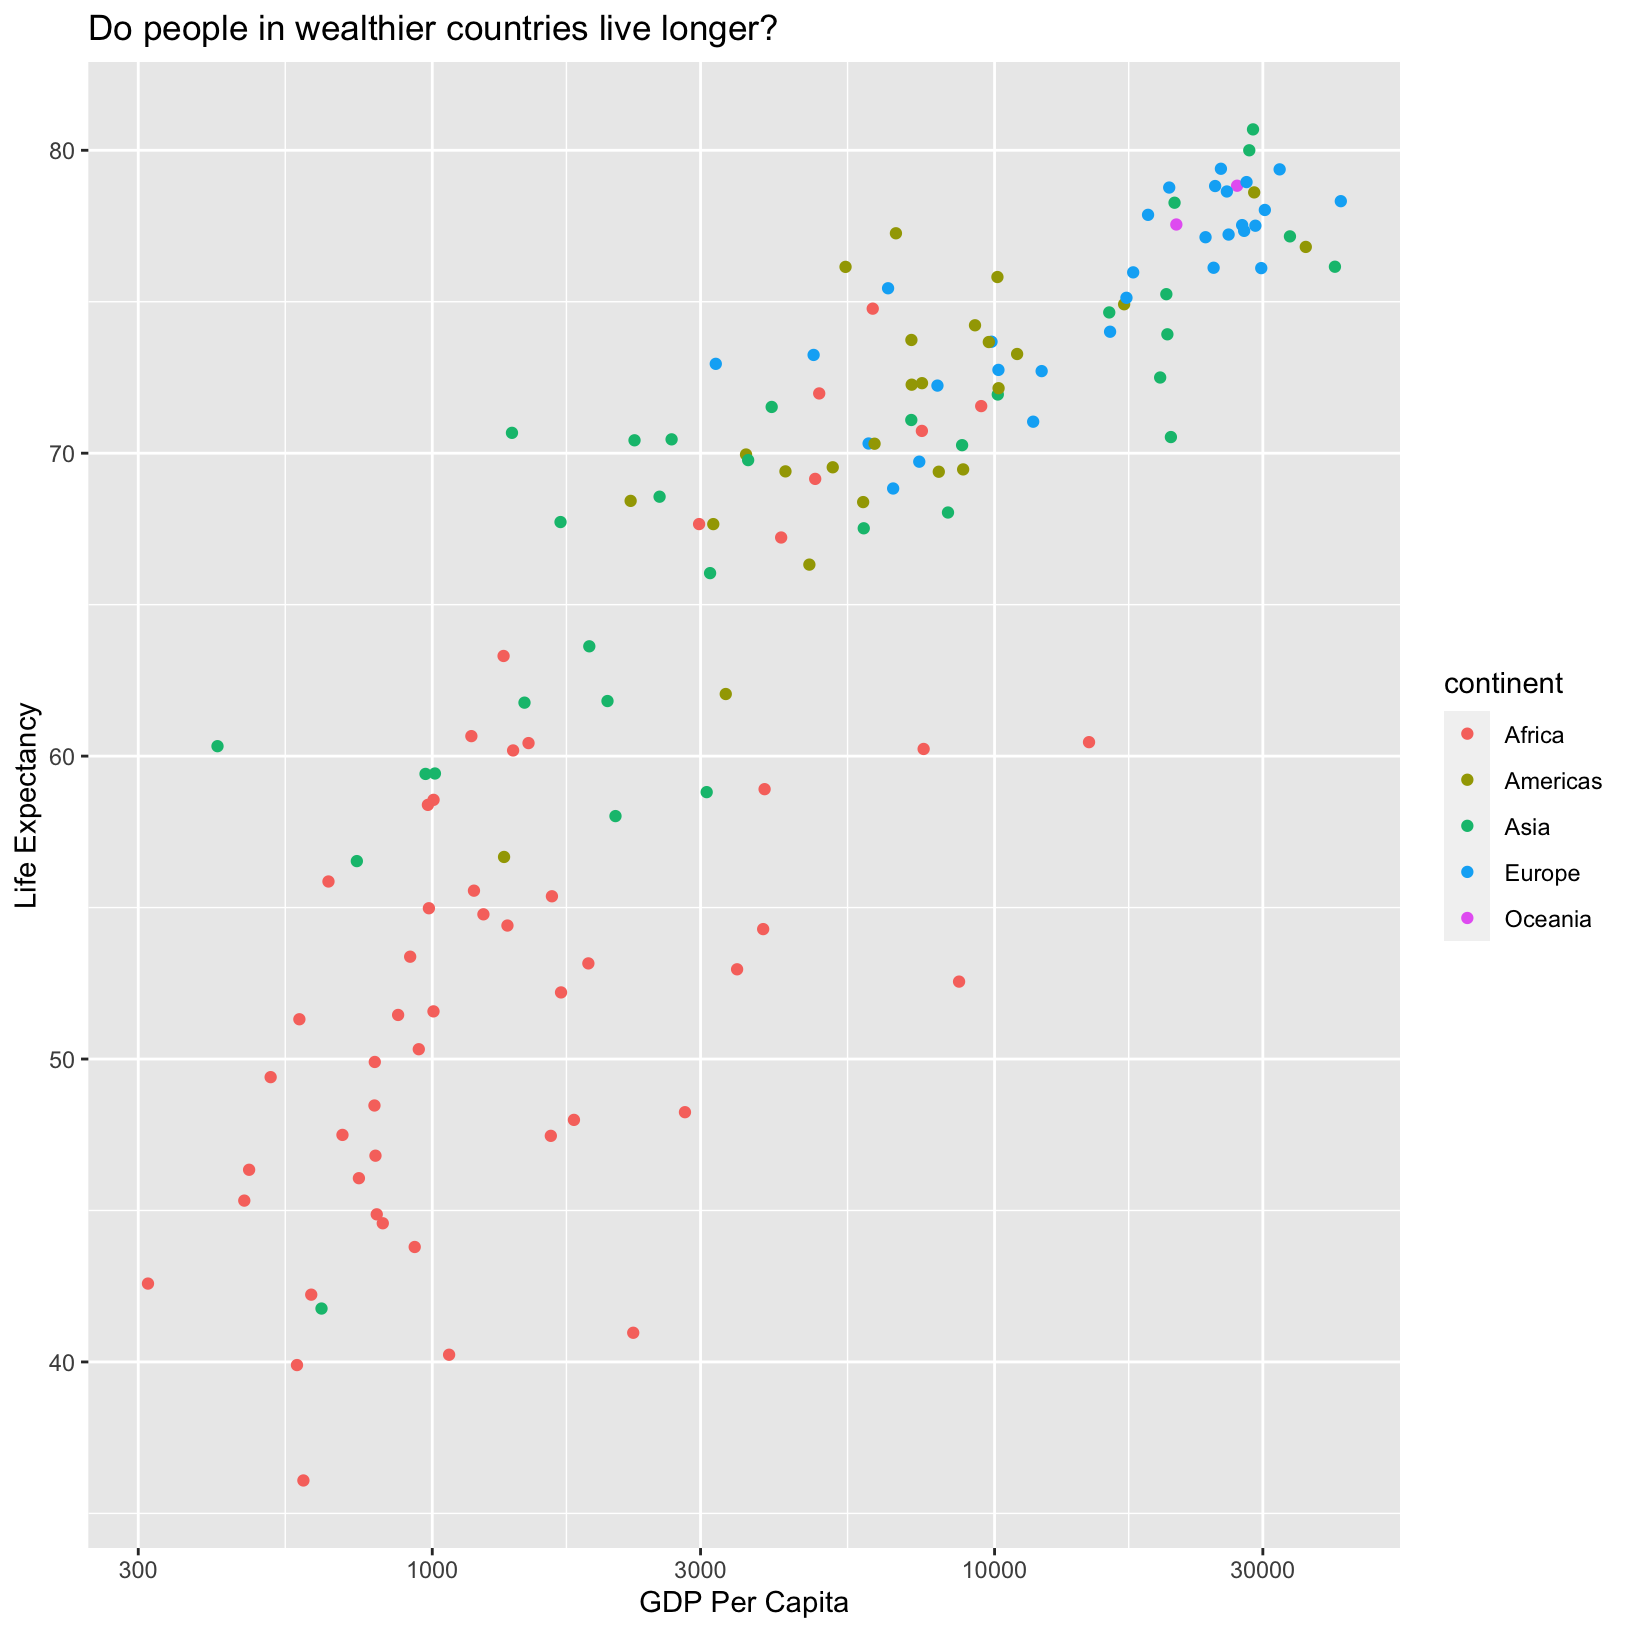 Do people in wealthier countries live longer?
80
70
60
50
40
Life Expectancy
300
1000
3000
10000
30000
GDP Per Capita
continent
Africa
Americas
Asia
Europe
Oceania